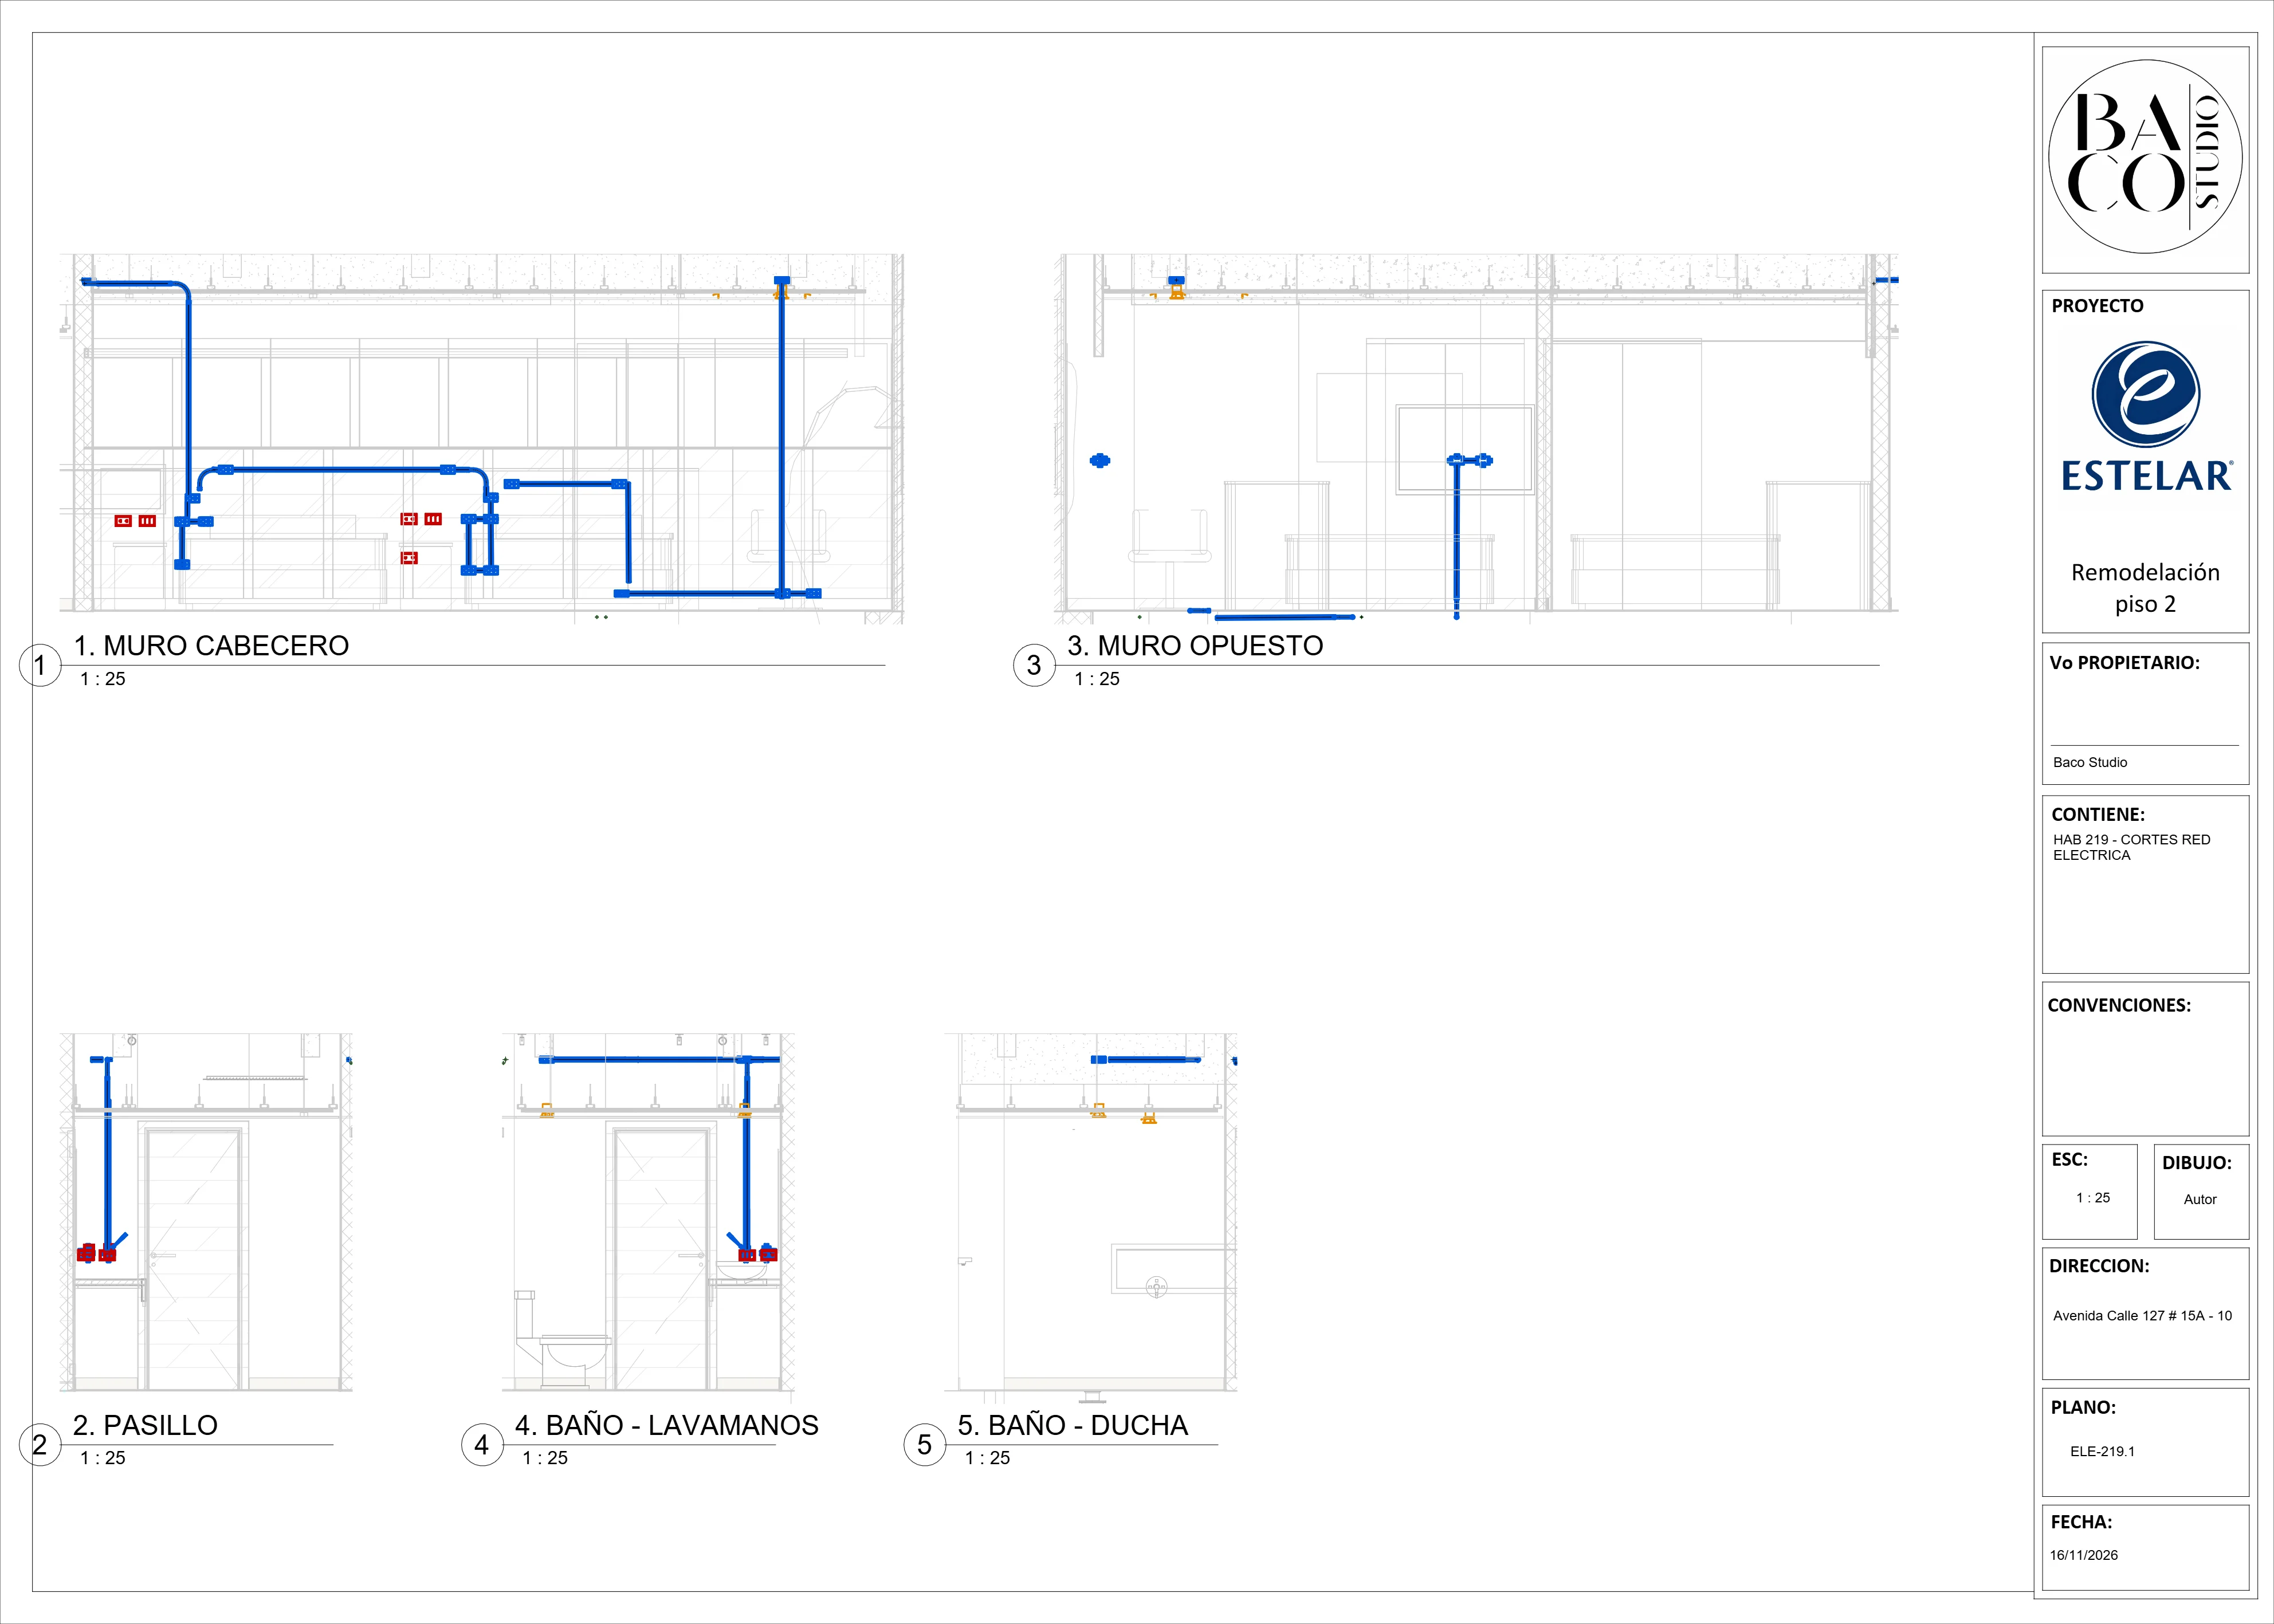 1
1. MURO CABECERO
1 : 25
3
3. MURO OPUESTO
1 : 25
2
2. PASILLO
1 : 25
4
4. BAÑO - LAVAMANOS
1 : 25
5
5. BAÑO - DUCHA
1 : 25
BA
CO
STUDIO
PROYECTO
ESTELAR®
Remodelación
piso 2
Vo PROPIETARIO:
Baco Studio
CONTIENE:
HAB 219 - CORTES RED
ELECTRICA
CONVENCIONES:
ESC:
1 : 25
DIBUJO:
Autor
DIRECCION:
Avenida Calle 127 # 15A - 10
PLANO:
ELE-219.1
FECHA:
16/11/2026